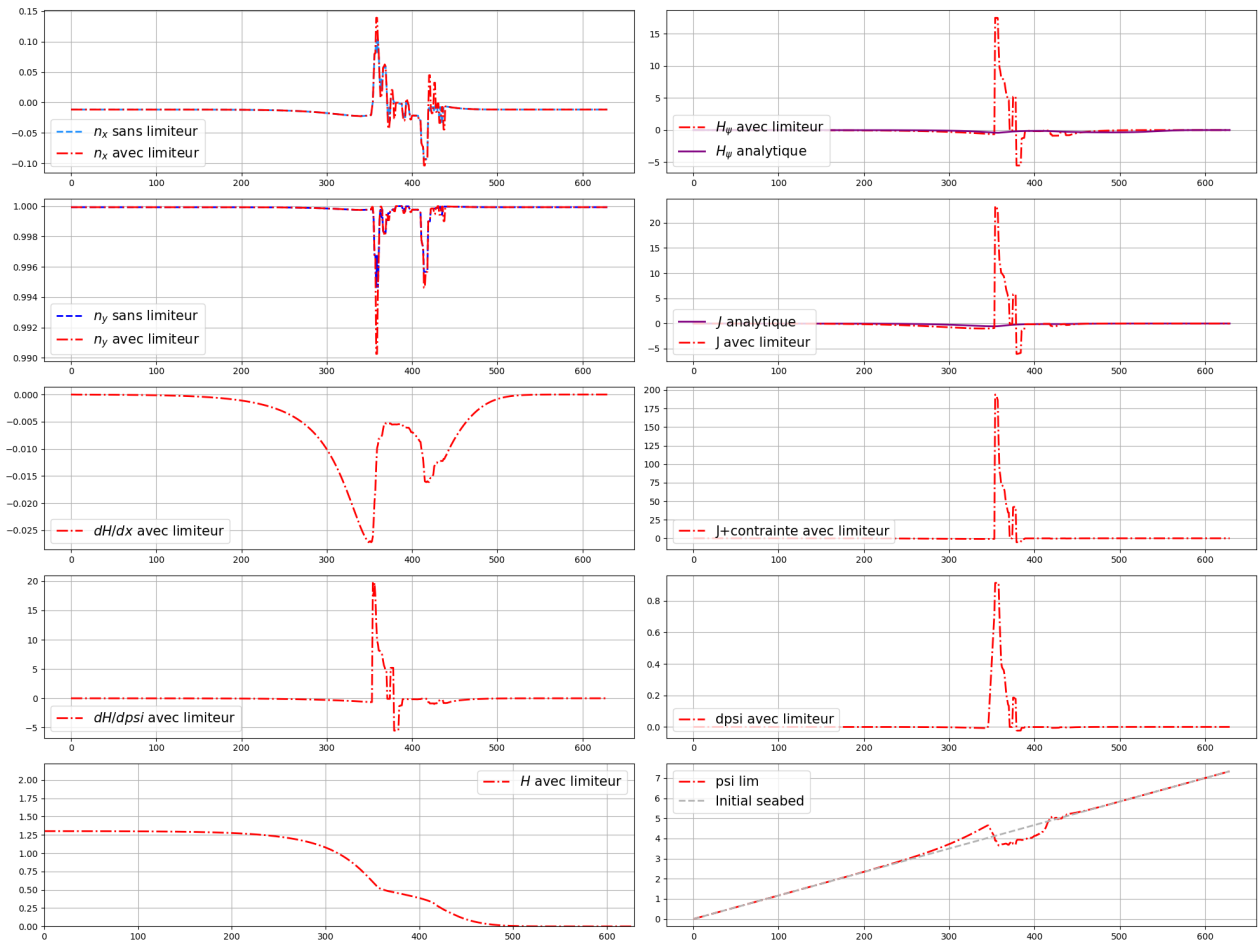 0.15
0.10
0.05
0.00
−0.05
−0.10
n_x sans limiteur
n_x avec limiteur
0 100 200 300 400 500 600
15
10
5
0
−5
H_ψ avec limiteur
H_ψ analytique
0 100 200 300 400 500 600
1.000
0.998
0.996
0.994
0.992
0.990
n_y sans limiteur
n_y avec limiteur
0 100 200 300 400 500 600
20
15
10
5
0
−5
J analytique
J avec limiteur
0 100 200 300 400 500 600
0.000
−0.005
−0.010
−0.015
−0.020
−0.025
dH/dx avec limiteur
0 100 200 300 400 500 600
200
175
150
125
100
75
50
25
0
J+contrainte avec limiteur
0 100 200 300 400 500 600
20
15
10
5
0
−5
dH/dpsi avec limiteur
0 100 200 300 400 500 600
0.8
0.6
0.4
0.2
0.0
dpsi avec limiteur
0 100 200 300 400 500 600
2.00
1.75
1.50
1.25
1.00
0.75
0.50
0.25
0.00
H avec limiteur
0 100 200 300 400 500 600
7
6
5
4
3
2
1
0
psi lim
Initial seabed
0 100 200 300 400 500 600